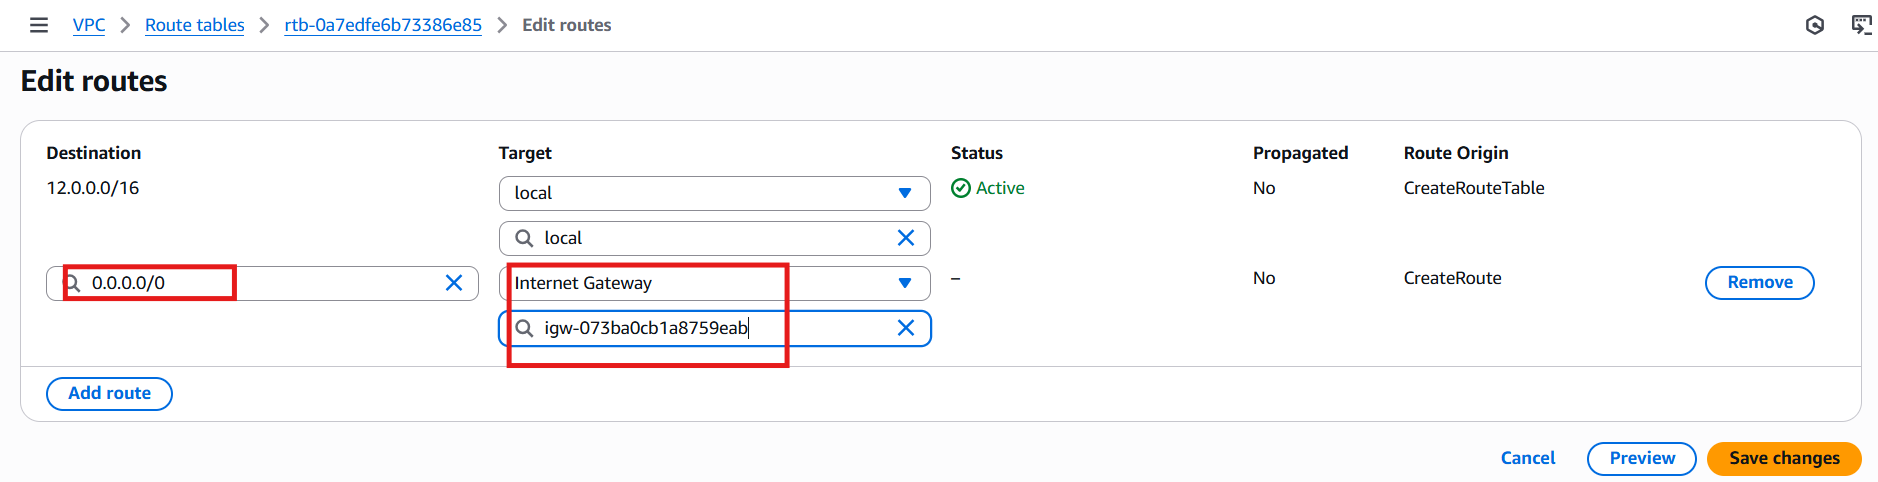 VPC > Route tables > rtb-0a7edfe6b73386e85 > Edit routes
Edit routes
Destination Target Status Propagated Route Origin
12.0.0.0/16 local Active No CreateRouteTable
local
0.0.0.0/0 Internet Gateway – No CreateRoute Remove
igw-073ba0cb1a8759eab
Add route
Cancel Preview Save changes